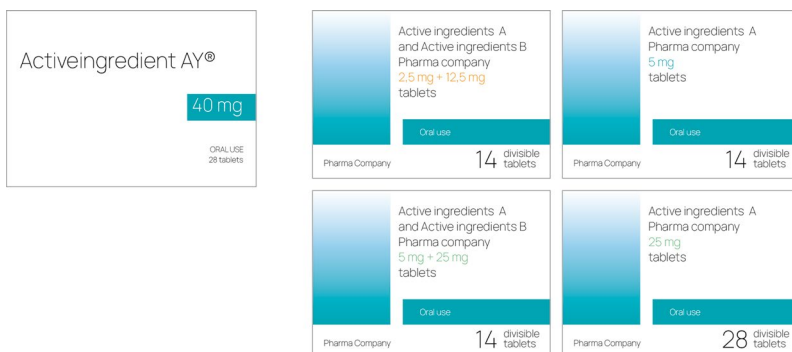 Activeingredient AY®
40 mg
ORAL USE
28 tablets
Active ingredients A
and Active ingredients B
Pharma company
2,5 mg + 12,5 mg
tablets
Oral use
Pharma Company
14 divisible
tablets
Active ingredients A
Pharma company
5 mg
tablets
Oral use
Pharma Company
14 divisible
tablets
Active ingredients A
and Active ingredients B
Pharma company
5 mg + 25 mg
tablets
Oral use
Pharma Company
14 divisible
tablets
Active ingredients A
Pharma company
25 mg
tablets
Oral use
Pharma Company
28 divisible
tablets